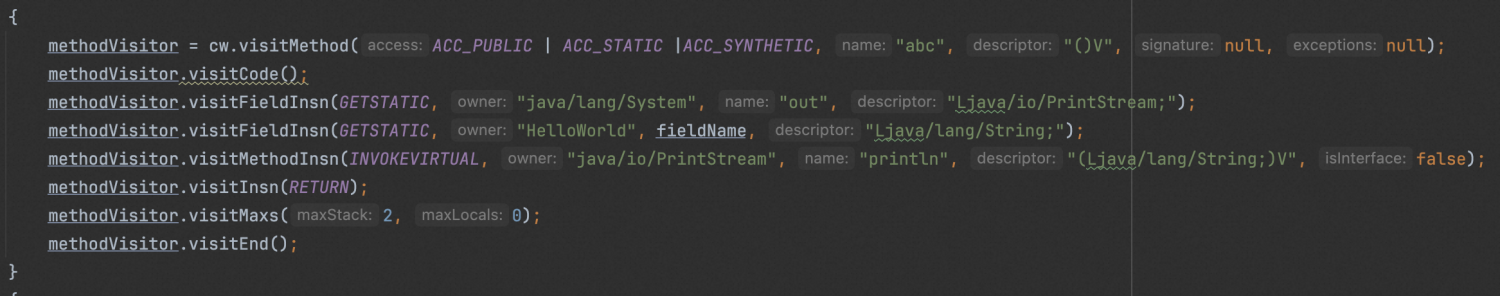 {
methodVisitor = cw.visitMethod( access: ACC_PUBLIC | ACC_STATIC |ACC_SYNTHETIC, name: "abc", descriptor: "()V", signature: null, exceptions: null);
methodVisitor.visitCode();
methodVisitor.visitFieldInsn(GETSTATIC, owner: "java/lang/System", name: "out", descriptor: "Ljava/io/PrintStream;");
methodVisitor.visitFieldInsn(GETSTATIC, owner: "HelloWorld", fieldName, descriptor: "Ljava/lang/String;");
methodVisitor.visitMethodInsn(INVOKEVIRTUAL, owner: "java/io/PrintStream", name: "println", descriptor: "(Ljava/lang/String;)V", isInterface: false);
methodVisitor.visitInsn(RETURN);
methodVisitor.visitMaxs( maxStack: 2, maxLocals: 0);
methodVisitor.visitEnd();
}